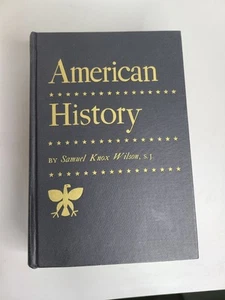 American
History
BY Samuel Knox Wilson, S. J.